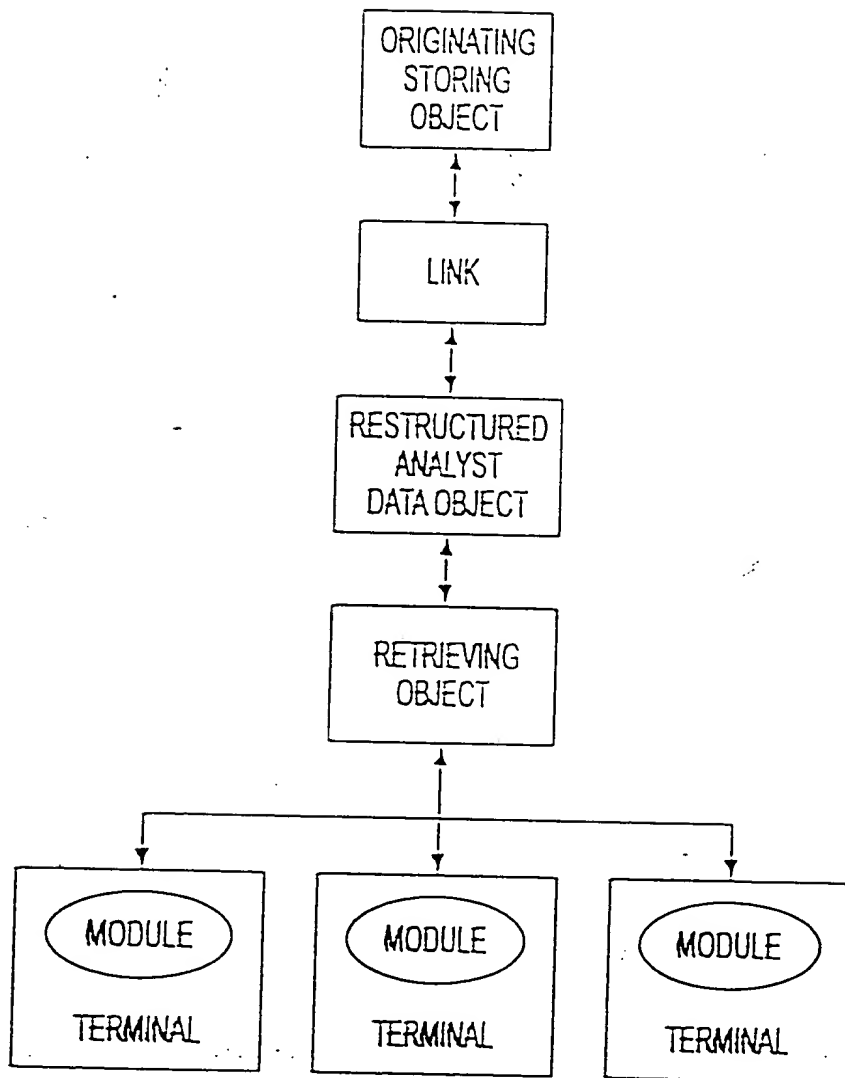 ORIGINATING
STORING
OBJECT
LINK
RESTRUCTURED
ANALYST
DATA OBJECT
RETRIEVING
OBJECT
MODULE
TERMINAL
MODULE
TERMINAL
MODULE
TERMINAL